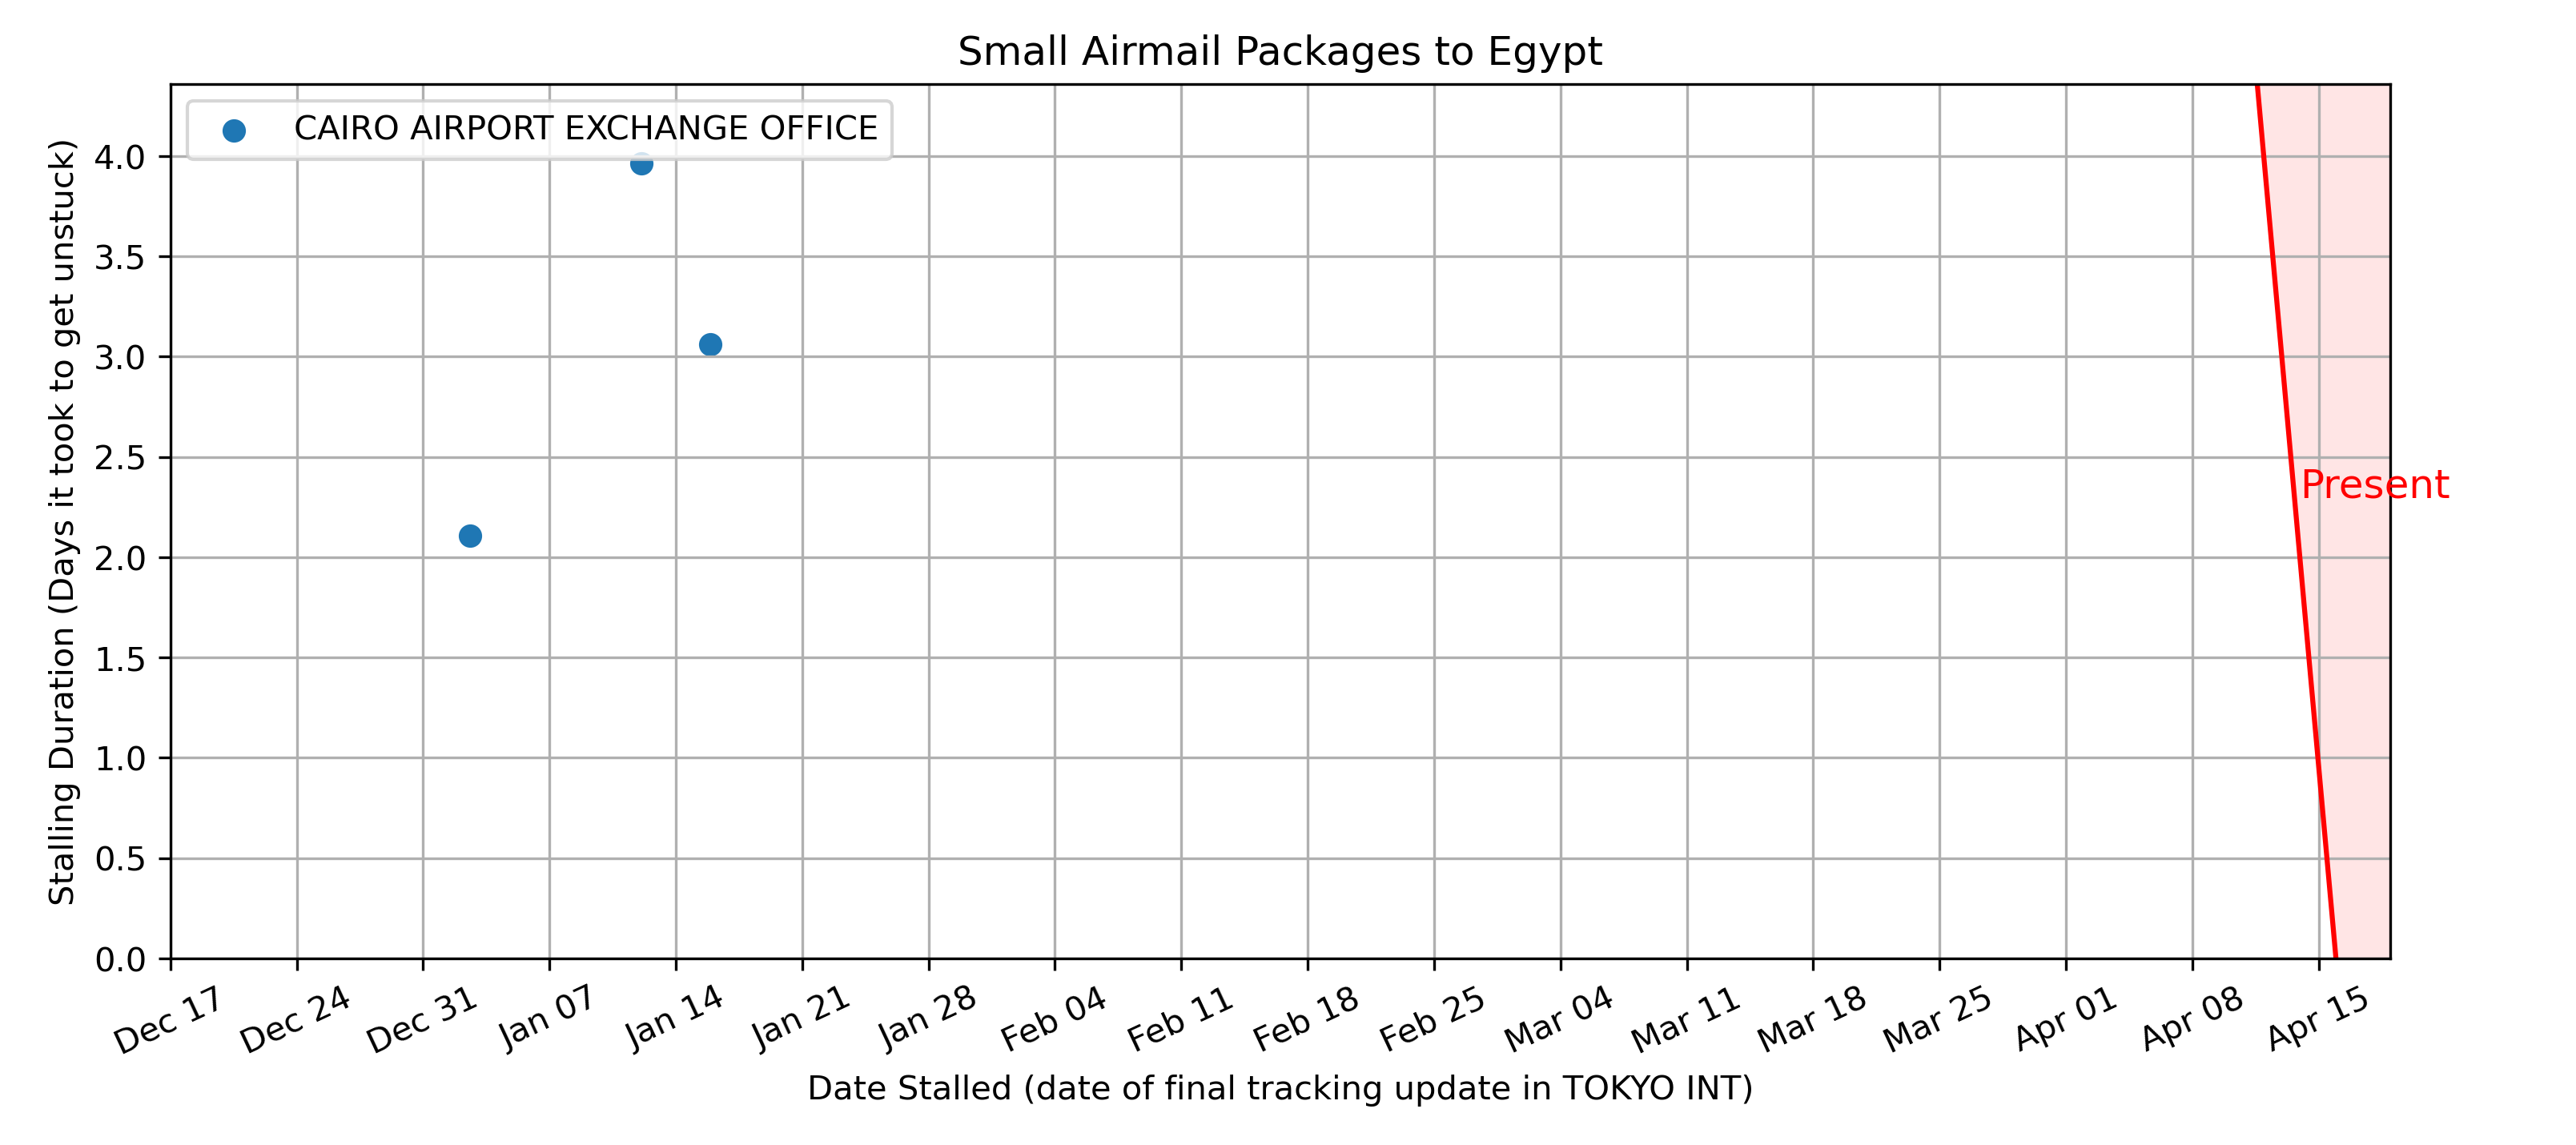 Small Airmail Packages to Egypt
CAIRO AIRPORT EXCHANGE OFFICE
Stalling Duration (Days it took to get unstuck)
4.0
3.5
3.0
2.5
2.0
1.5
1.0
0.5
0.0
Present
Dec 17 Dec 24 Dec 31 Jan 07 Jan 14 Jan 21 Jan 28 Feb 04 Feb 11 Feb 18 Feb 25 Mar 04 Mar 11 Mar 18 Mar 25 Apr 01 Apr 08 Apr 15
Date Stalled (date of final tracking update in TOKYO INT)